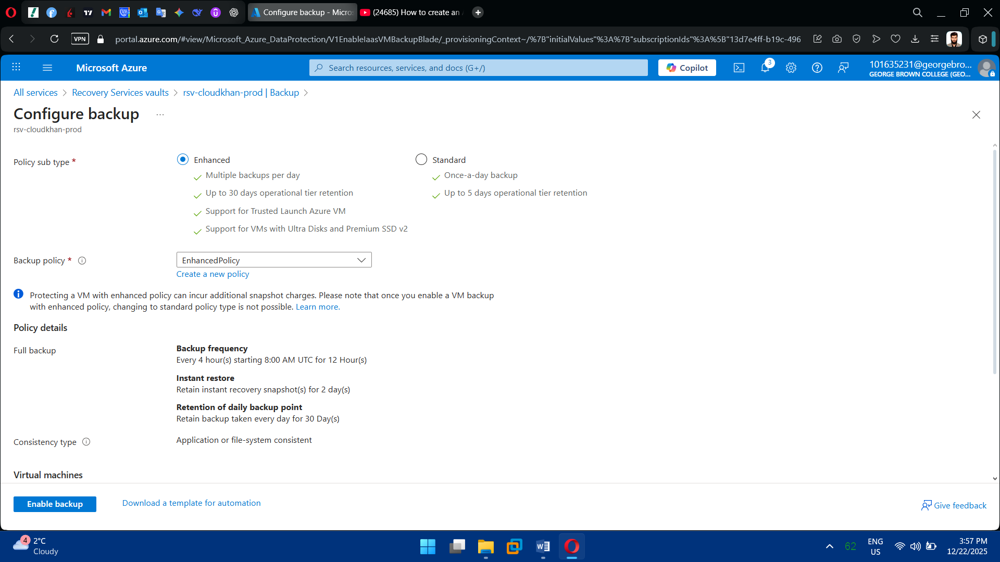 Configure backup - Micros
(24685) How to create an A
VPN
portal.azure.com/#view/Microsoft_Azure_DataProtection/V1EnableIaasVMBackupBlade/_provisioningContext~/%7B"initialValues"%3A%7B"subscriptionIds"%3A%5B"13d7e4ff-b19c-496
Microsoft Azure
Search resources, services, and docs (G+/)
Copilot
3
101635231@georgebro...
GEORGE BROWN COLLEGE (GEO...
All services > Recovery Services vaults > rsv-cloudkhan-prod | Backup >
Configure backup ...
rsv-cloudkhan-prod
Policy sub type *
Enhanced
Multiple backups per day
Up to 30 days operational tier retention
Support for Trusted Launch Azure VM
Support for VMs with Ultra Disks and Premium SSD v2
Standard
Once-a-day backup
Up to 5 days operational tier retention
Backup policy *
EnhancedPolicy
Create a new policy
Protecting a VM with enhanced policy can incur additional snapshot charges. Please note that once you enable a VM backup
with enhanced policy, changing to standard policy type is not possible. Learn more.
Policy details
Full backup
Backup frequency
Every 4 hour(s) starting 8:00 AM UTC for 12 Hour(s)
Instant restore
Retain instant recovery snapshot(s) for 2 day(s)
Retention of daily backup point
Retain backup taken every day for 30 Day(s)
Consistency type
Application or file-system consistent
Virtual machines
Enable backup
Download a template for automation
Give feedback
4
2°C
Cloudy
62
ENG
US
3:57 PM
12/22/2025